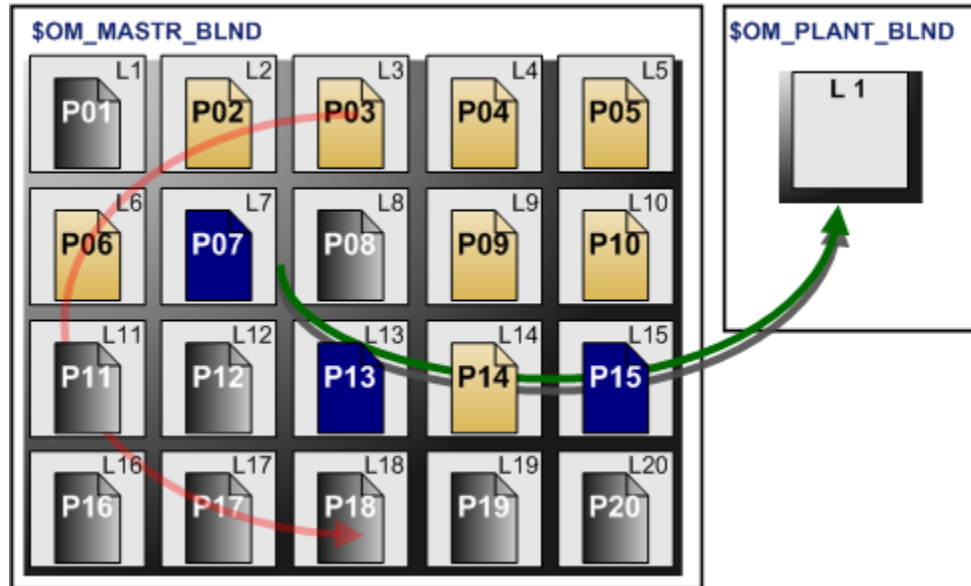 $OM_MASTR_BLND
$OM_PLANT_BLND
L1 L2 L3 L4 L5
P01 P02 P03 P04 P05
L6 L7 L8 L9 L10
P06 P07 P08 P09 P10
L11 L12 L13 L14 L15
P11 P12 P13 P14 P15
L16 L17 L18 L19 L20
P16 P17 P18 P19 P20
L 1